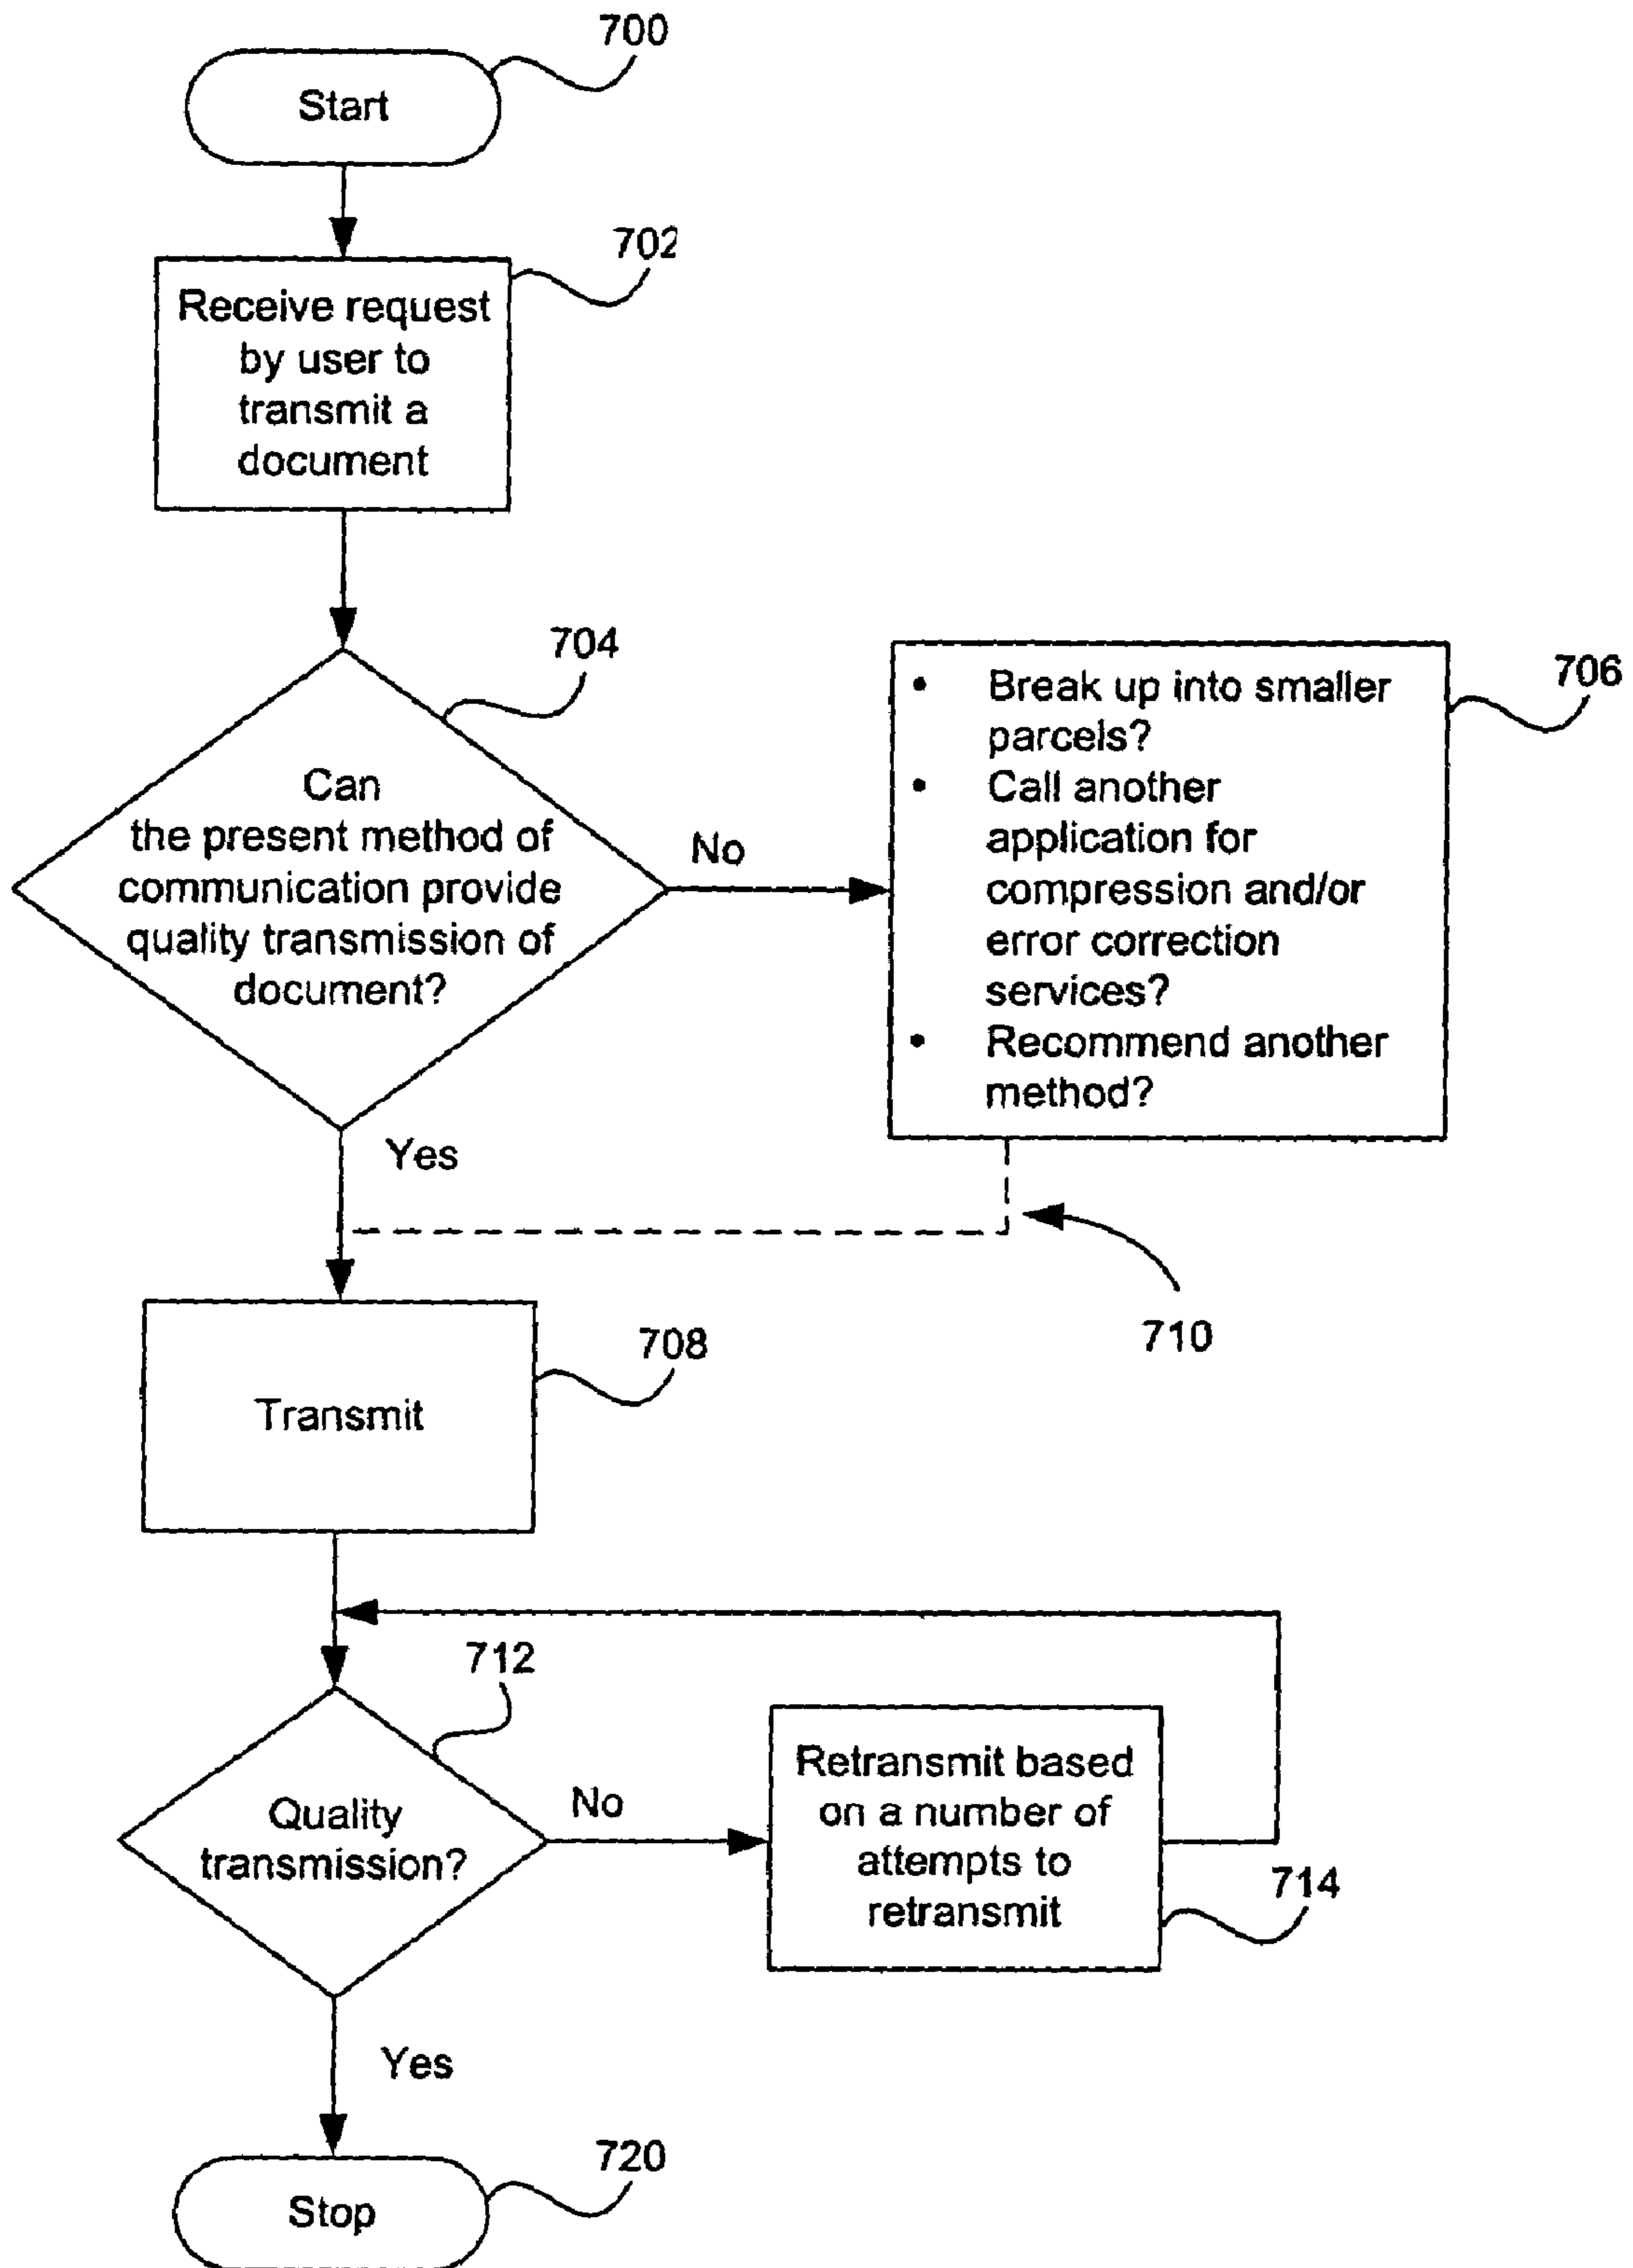 700
Start
702
Receive request
by user to
transmit a
document
704
Can
the present method of
communication provide
quality transmission of
document?
No
706
• Break up into smaller
parcels?
• Call another
application for
compression and/or
error correction
services?
• Recommend another
method?
Yes
710
708
Transmit
712
Quality
transmission?
No
Retransmit based
on a number of
attempts to
retransmit
714
Yes
720
Stop